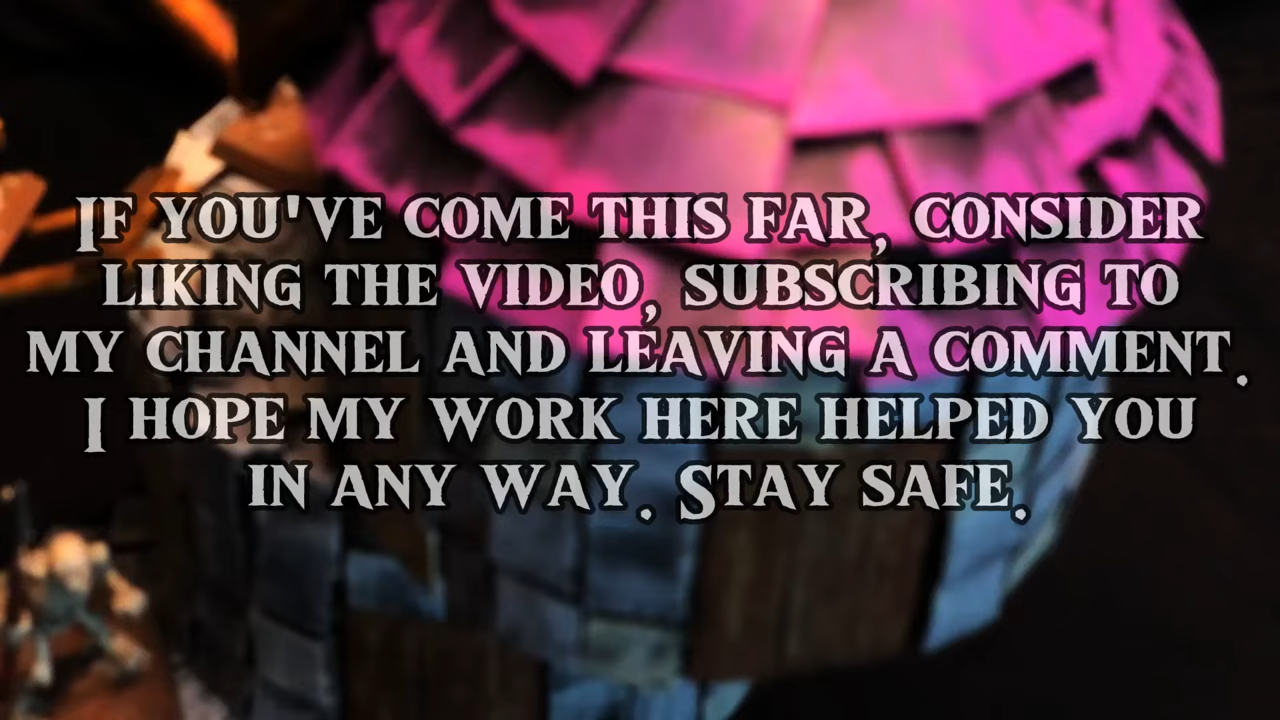 If you've come this far, consider
liking the video, subscribing to
my channel and leaving a comment.
I hope my work here helped you
in any way. Stay safe.